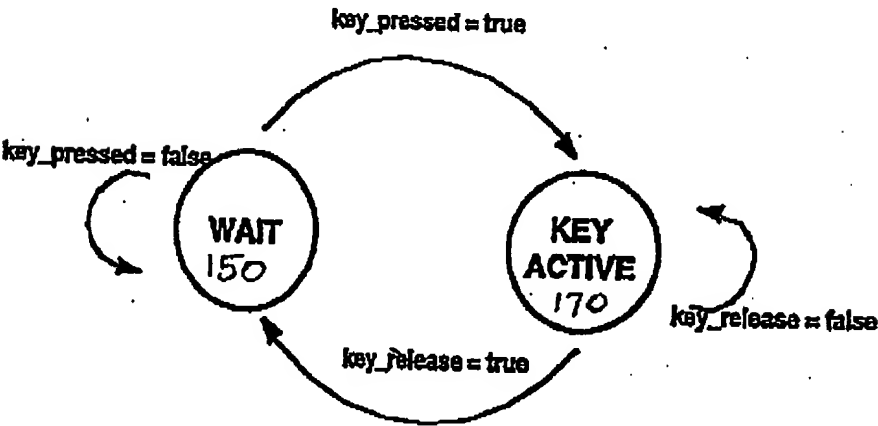 key_pressed = true
key_pressed = false
WAIT
150
KEY
ACTIVE
170
key_release = false
key_release = true